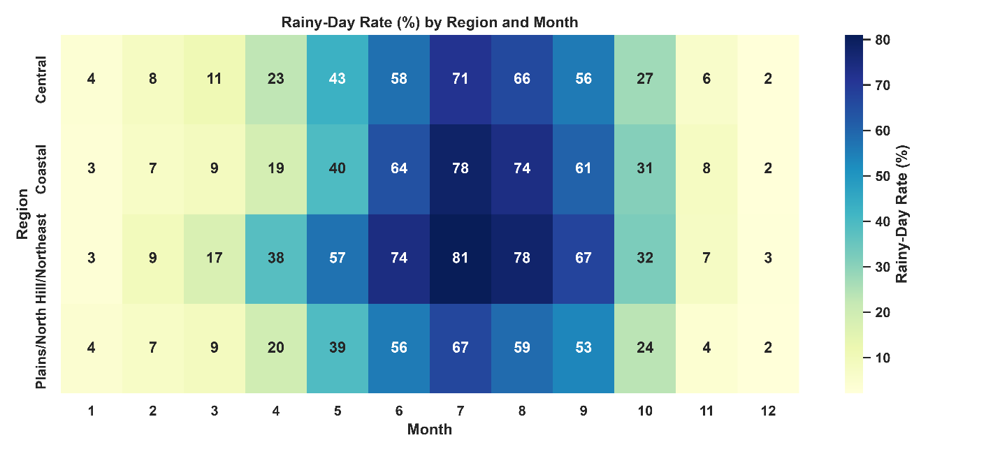 Rainy-Day Rate (%) by Region and Month
Region
Central
4 8 11 23 43 58 71 66 56 27 6 2
Coastal
3 7 9 19 40 64 78 74 61 31 8 2
Hill/Northeast
3 9 17 38 57 74 81 78 67 32 7 3
Plains/North
4 7 9 20 39 56 67 59 53 24 4 2
1 2 3 4 5 6 7 8 9 10 11 12
Month
80
70
60
50
40
30
20
10
Rainy-Day Rate (%)